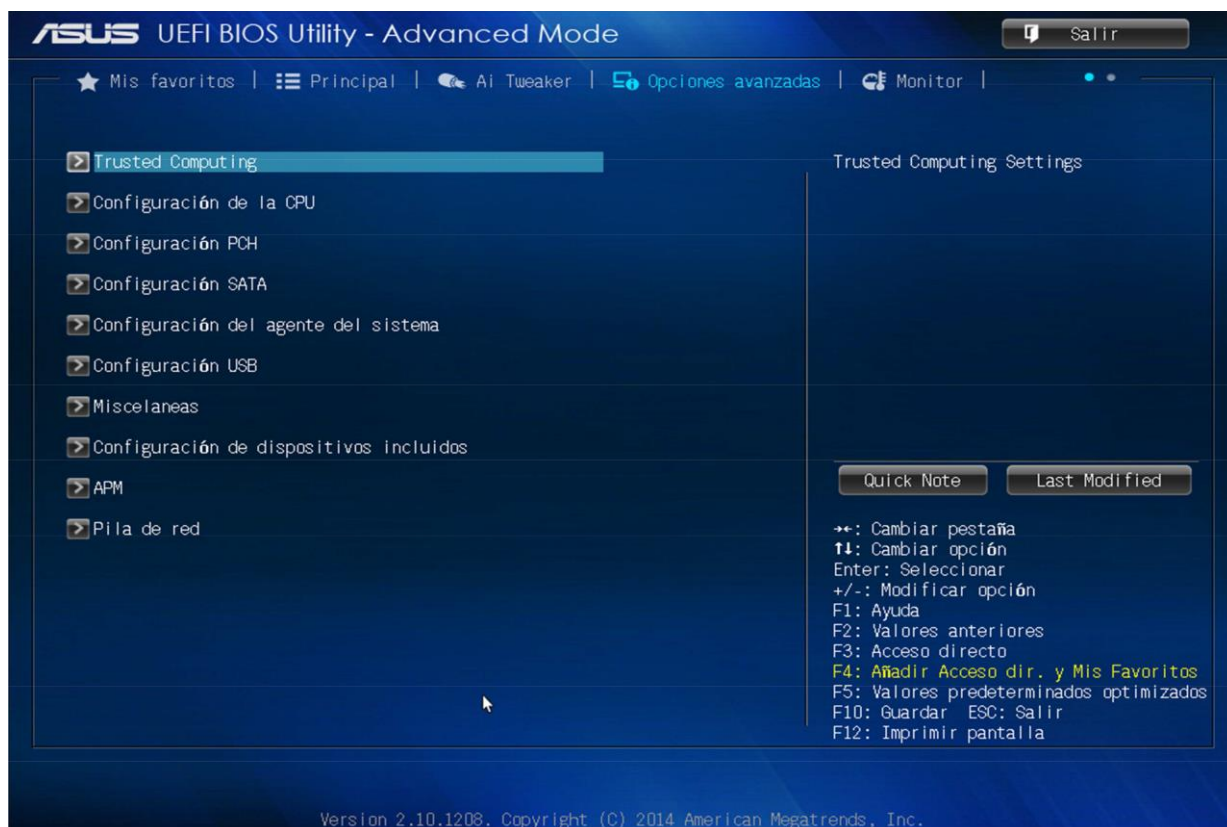 ASUS UEFI BIOS Utility - Advanced Mode
Salir
Mis favoritos | Principal | Ai Tweaker | Opciones avanzadas | Monitor |
Trusted Computing
Configuración de la CPU
Configuración PCH
Configuración SATA
Configuración del agente del sistema
Configuración USB
Miscelaneas
Configuración de dispositivos incluidos
APM
Pila de red
Trusted Computing Settings
Quick Note
Last Modified
→←: Cambiar pestaña
↑↓: Cambiar opción
Enter: Seleccionar
+/-: Modificar opción
F1: Ayuda
F2: Valores anteriores
F3: Acceso directo
F4: Añadir Acceso dir. y Mis Favoritos
F5: Valores predeterminados optimizados
F10: Guardar ESC: Salir
F12: Imprimir pantalla
Version 2.10.1208. Copyright (C) 2014 American Megatrends, Inc.